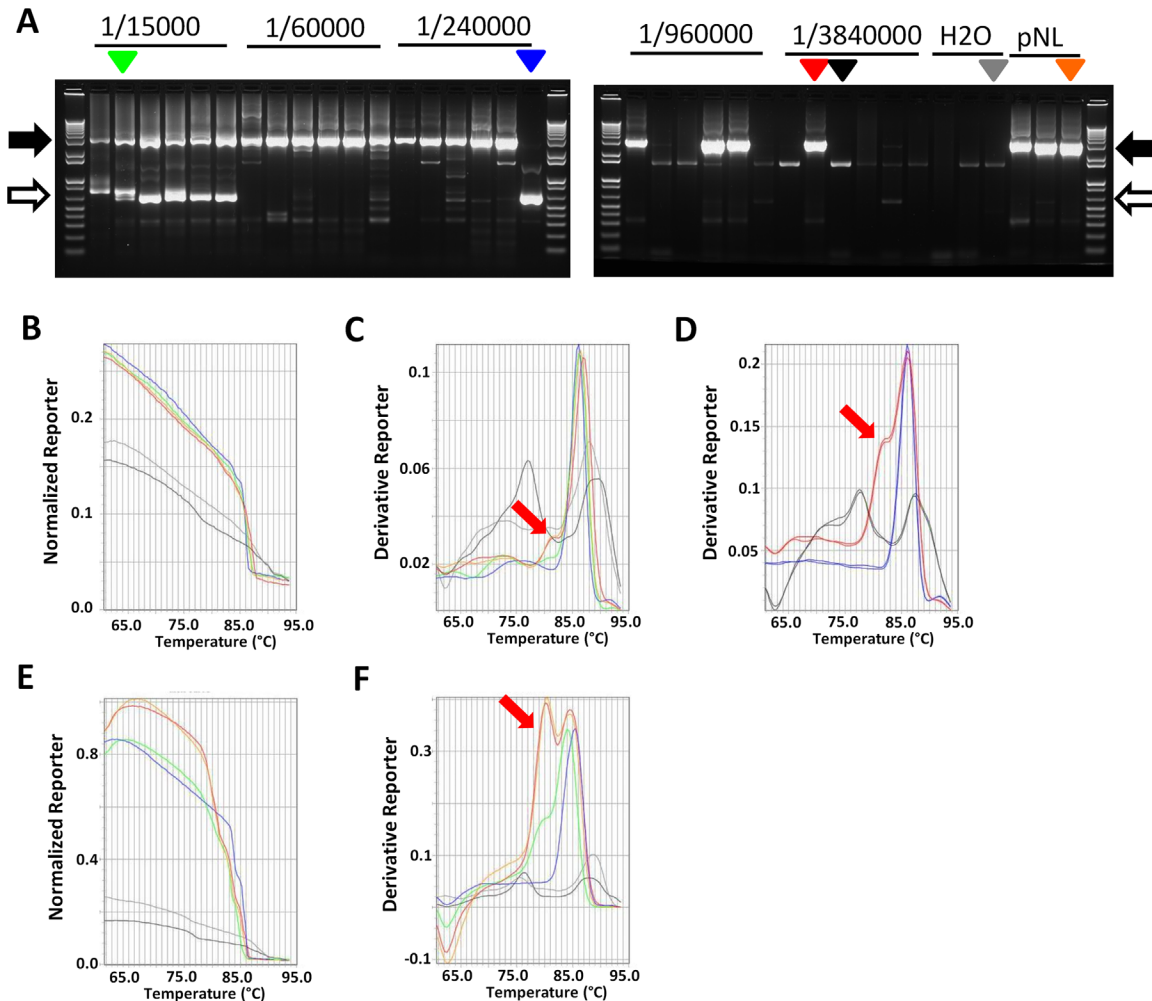 A
1/15000 1/60000 1/240000 1/960000 1/3840000 H2O pNL
B
Normalized Reporter
0.2
0.1
0.0
65.0 75.0 85.0 95.0
Temperature (°C)
C
Derivative Reporter
0.1
0.06
0.02
65.0 75.0 85.0 95.0
Temperature (°C)
D
Derivative Reporter
0.2
0.15
0.1
0.05
65.0 75.0 85.0 95.0
Temperature (°C)
E
Normalized Reporter
0.8
0.4
0.0
65.0 75.0 85.0 95.0
Temperature (°C)
F
Derivative Reporter
0.3
0.1
-0.1
65.0 75.0 85.0 95.0
Temperature (°C)